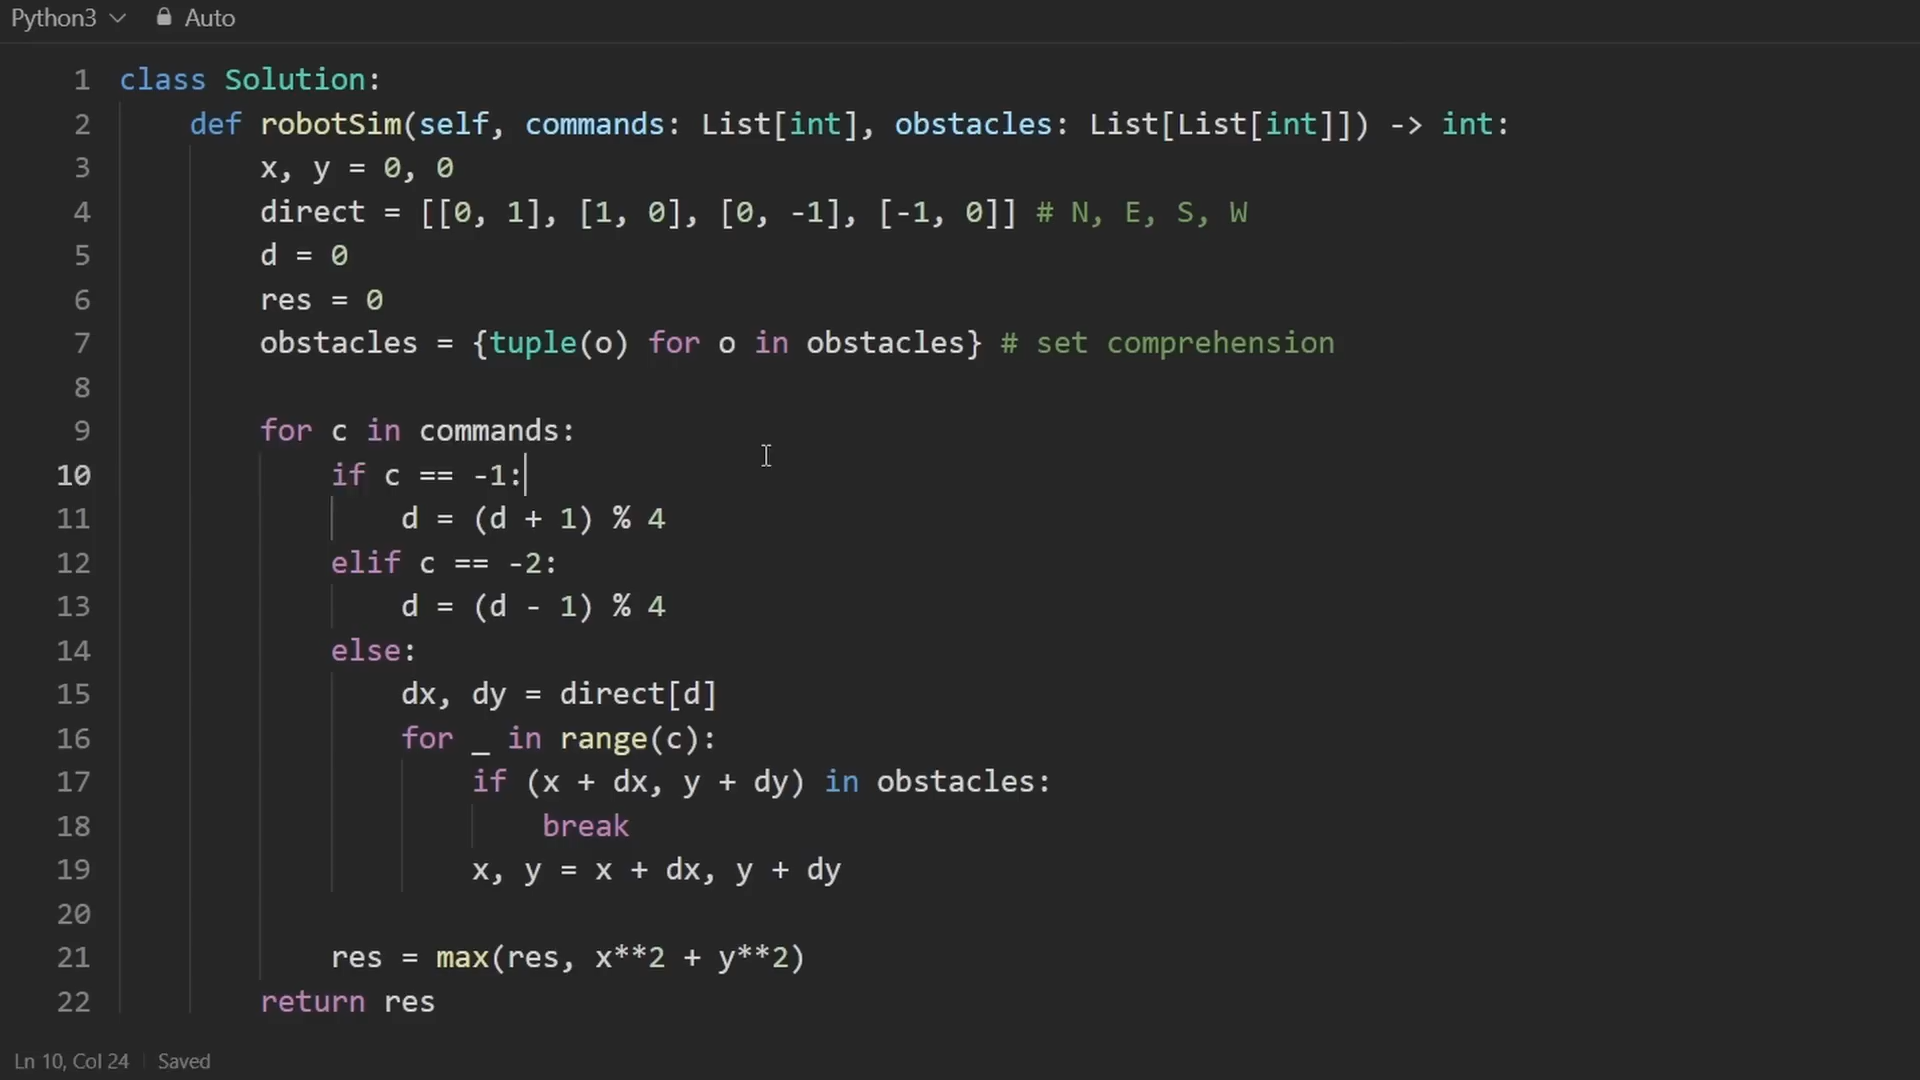 Python3 Auto
1 class Solution:
2 def robotSim(self, commands: List[int], obstacles: List[List[int]]) -> int:
3 x, y = 0, 0
4 direct = [[0, 1], [1, 0], [0, -1], [-1, 0]] # N, E, S, W
5 d = 0
6 res = 0
7 obstacles = {tuple(o) for o in obstacles} # set comprehension
8
9 for c in commands:
10 if c == -1:
11 d = (d + 1) % 4
12 elif c == -2:
13 d = (d - 1) % 4
14 else:
15 dx, dy = direct[d]
16 for _ in range(c):
17 if (x + dx, y + dy) in obstacles:
18 break
19 x, y = x + dx, y + dy
20
21 res = max(res, x**2 + y**2)
22 return res
Ln 10, Col 24 Saved